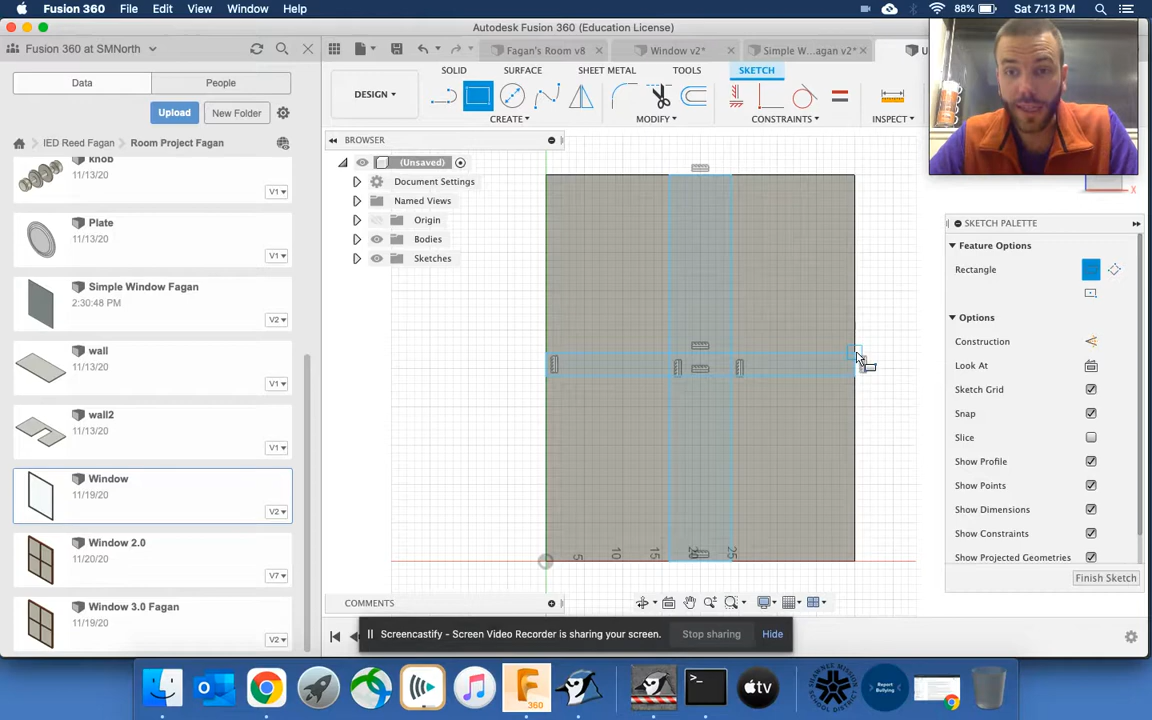 Fusion 360 File Edit View Window Help 88% Sat 7:13 PM
Autodesk Fusion 360 (Education License)
Fusion 360 at SMNorth
Fagan's Room v8
Window v2*
Simple W...agan v2*
U
Data People
Upload New Folder
IED Reed Fagan Room Project Fagan
knob
11/13/20
V1
Plate
11/13/20
V1
Simple Window Fagan
2:30:48 PM
V2
wall
11/13/20
V1
wall2
11/13/20
V1
Window
11/19/20
V2
Window 2.0
11/20/20
V7
Window 3.0 Fagan
11/19/20
V2
DESIGN
SOLID SURFACE SHEET METAL TOOLS SKETCH
CREATE MODIFY CONSTRAINTS INSPECT
BROWSER
(Unsaved)
Document Settings
Named Views
Origin
Bodies
Sketches
5 10 15 20 25
X
SKETCH PALETTE
Feature Options
Rectangle
Options
Construction
Look At
Sketch Grid
Snap
Slice
Show Profile
Show Points
Show Dimensions
Show Constraints
Show Projected Geometries
Finish Sketch
COMMENTS
Screencastify - Screen Video Recorder is sharing your screen. Stop sharing Hide
F
360
>_
tv
Report
Bullying